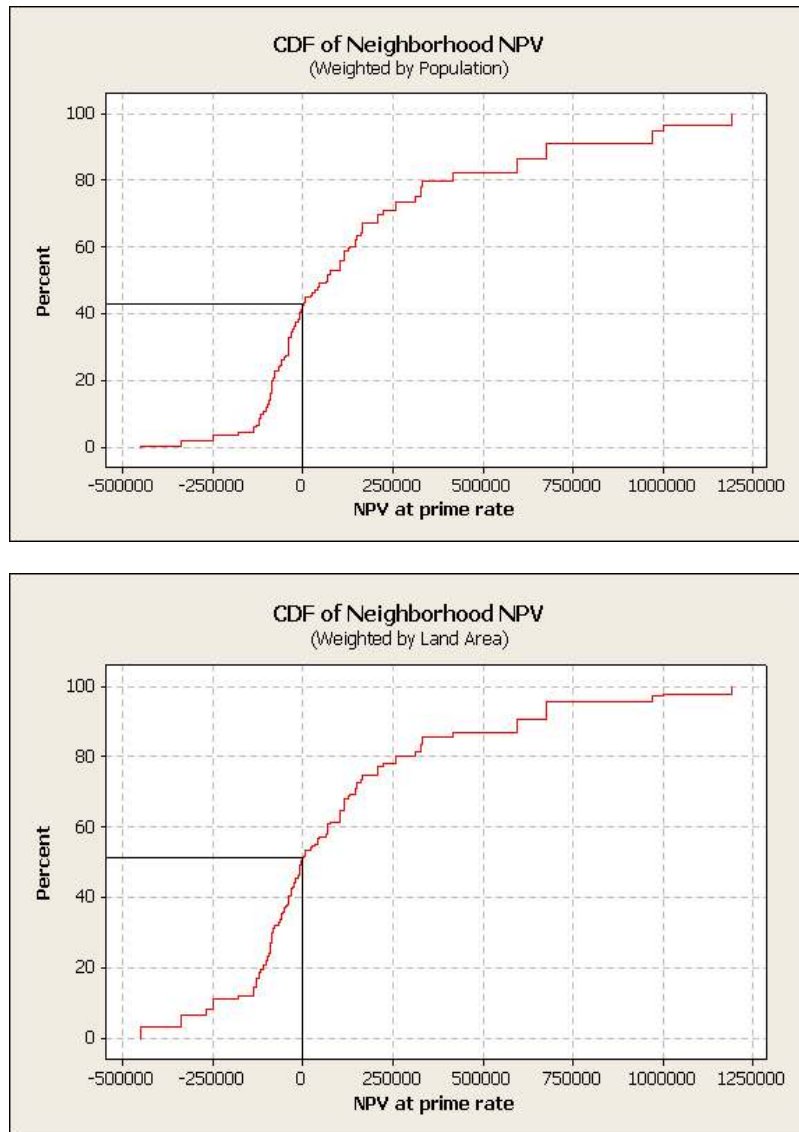 CDF of Neighborhood NPV
(Weighted by Population)
100
80
60
40
20
0
Percent
-500000 -250000 0 250000 500000 750000 1000000 1250000
NPV at prime rate
CDF of Neighborhood NPV
(Weighted by Land Area)
100
80
60
40
20
0
Percent
-500000 -250000 0 250000 500000 750000 1000000 1250000
NPV at prime rate